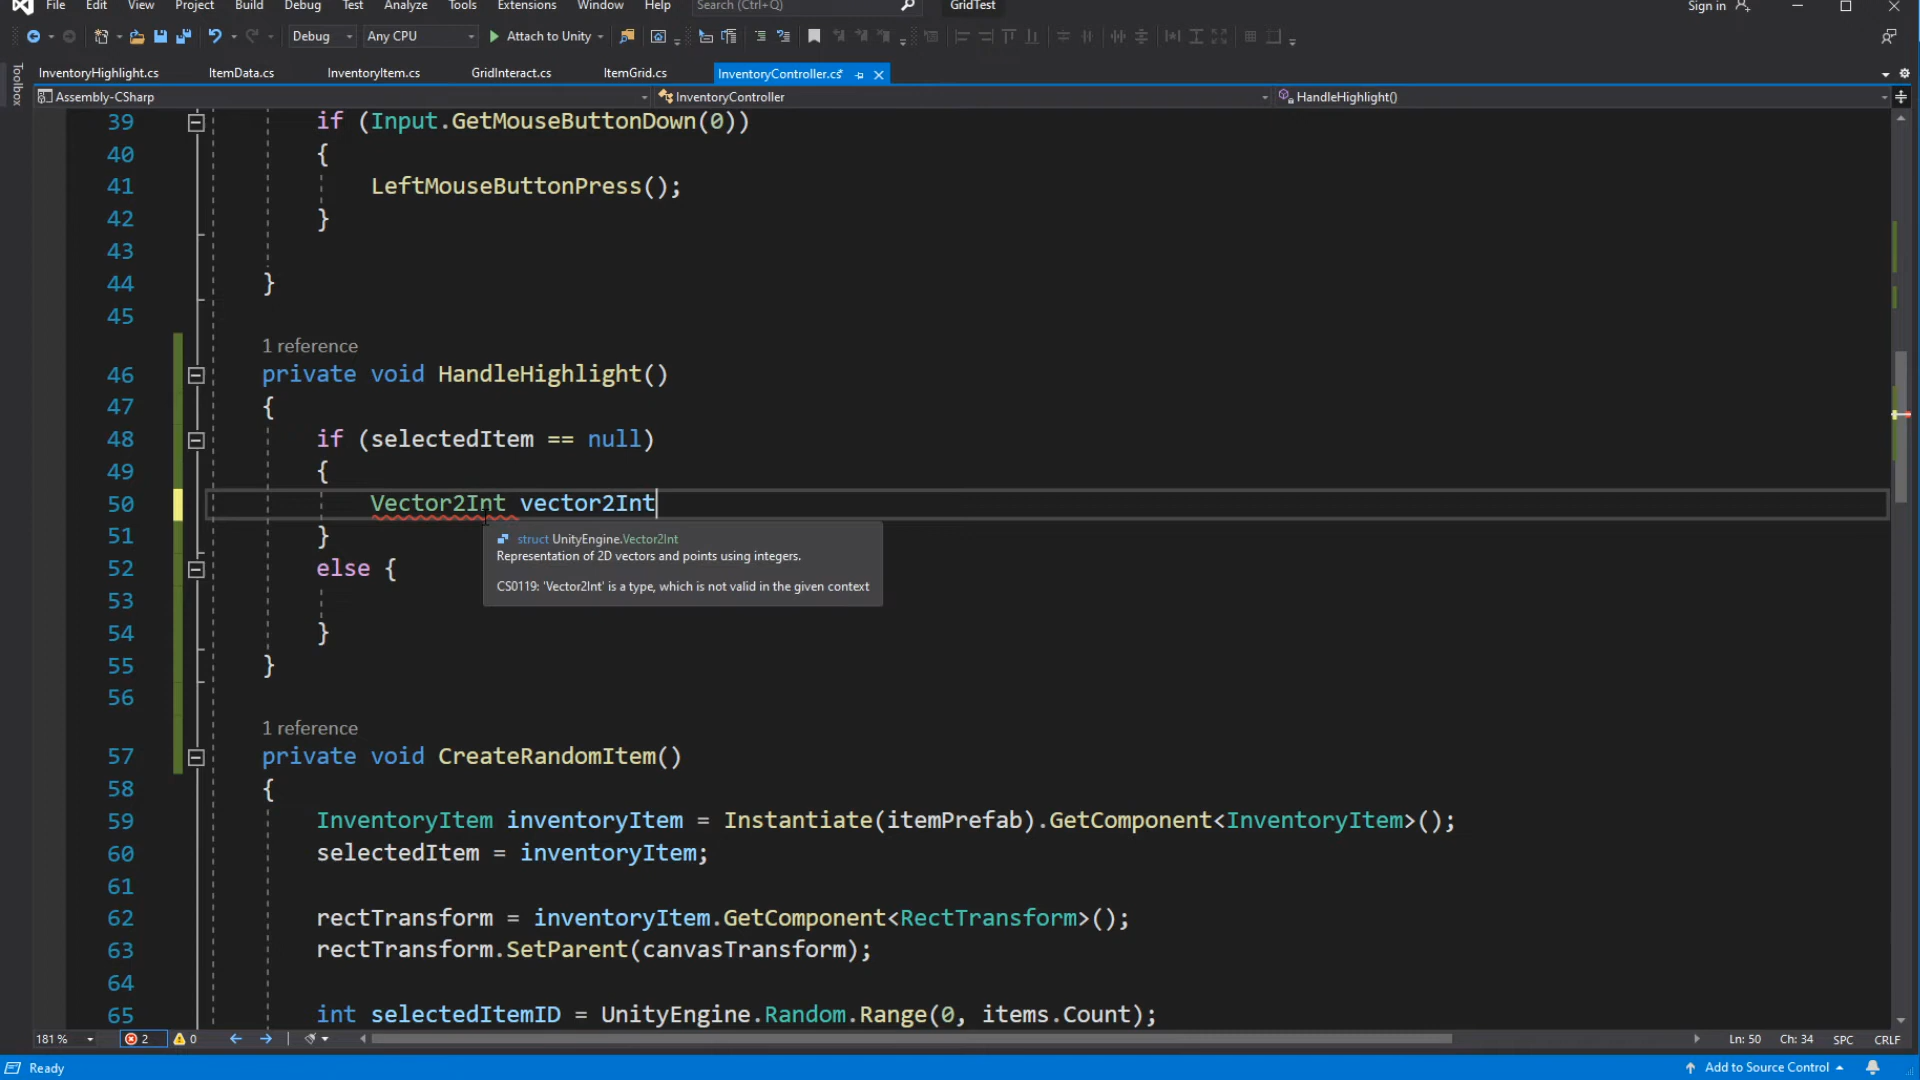 File Edit View Project Build Debug Test Analyze Tools Extensions Window Help Search (Ctrl+Q) GridTest Sign in
Debug Any CPU Attach to Unity
InventoryHighlight.cs ItemData.cs InventoryItem.cs GridInteract.cs ItemGrid.cs InventoryController.cs*
Toolbox
Assembly-CSharp InventoryController HandleHighlight()
39 if (Input.GetMouseButtonDown(0))
40 {
41 LeftMouseButtonPress();
42 }
43
44 }
45
1 reference
46 private void HandleHighlight()
47 {
48 if (selectedItem == null)
49 {
50 Vector2Int vector2Int
struct UnityEngine.Vector2Int
Representation of 2D vectors and points using integers.
CS0119: 'Vector2Int' is a type, which is not valid in the given context
51 }
52 else {
53
54 }
55 }
56
1 reference
57 private void CreateRandomItem()
58 {
59 InventoryItem inventoryItem = Instantiate(itemPrefab).GetComponent<InventoryItem>();
60 selectedItem = inventoryItem;
61
62 rectTransform = inventoryItem.GetComponent<RectTransform>();
63 rectTransform.SetParent(canvasTransform);
64
65 int selectedItemID = UnityEngine.Random.Range(0, items.Count);
181 % 2 0 Ln: 50 Ch: 34 SPC CRLF
Ready Add to Source Control